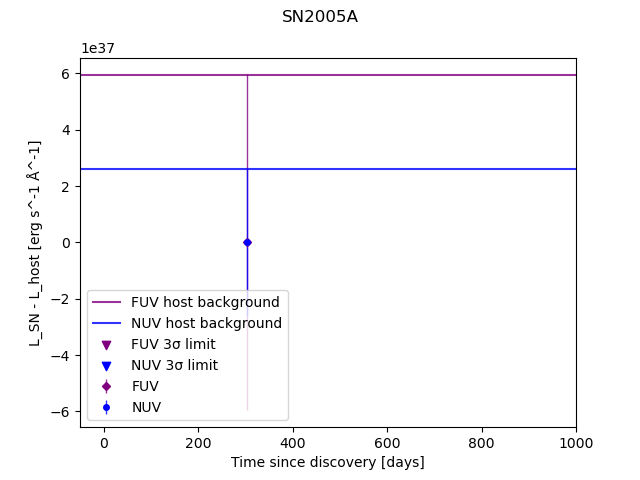 SN2005A
1e37
6
4
2
0
−2
−4
−6
L_SN - L_host [erg s^-1 Å^-1]
FUV host background
NUV host background
FUV 3σ limit
NUV 3σ limit
FUV
NUV
0 200 400 600 800 1000
Time since discovery [days]